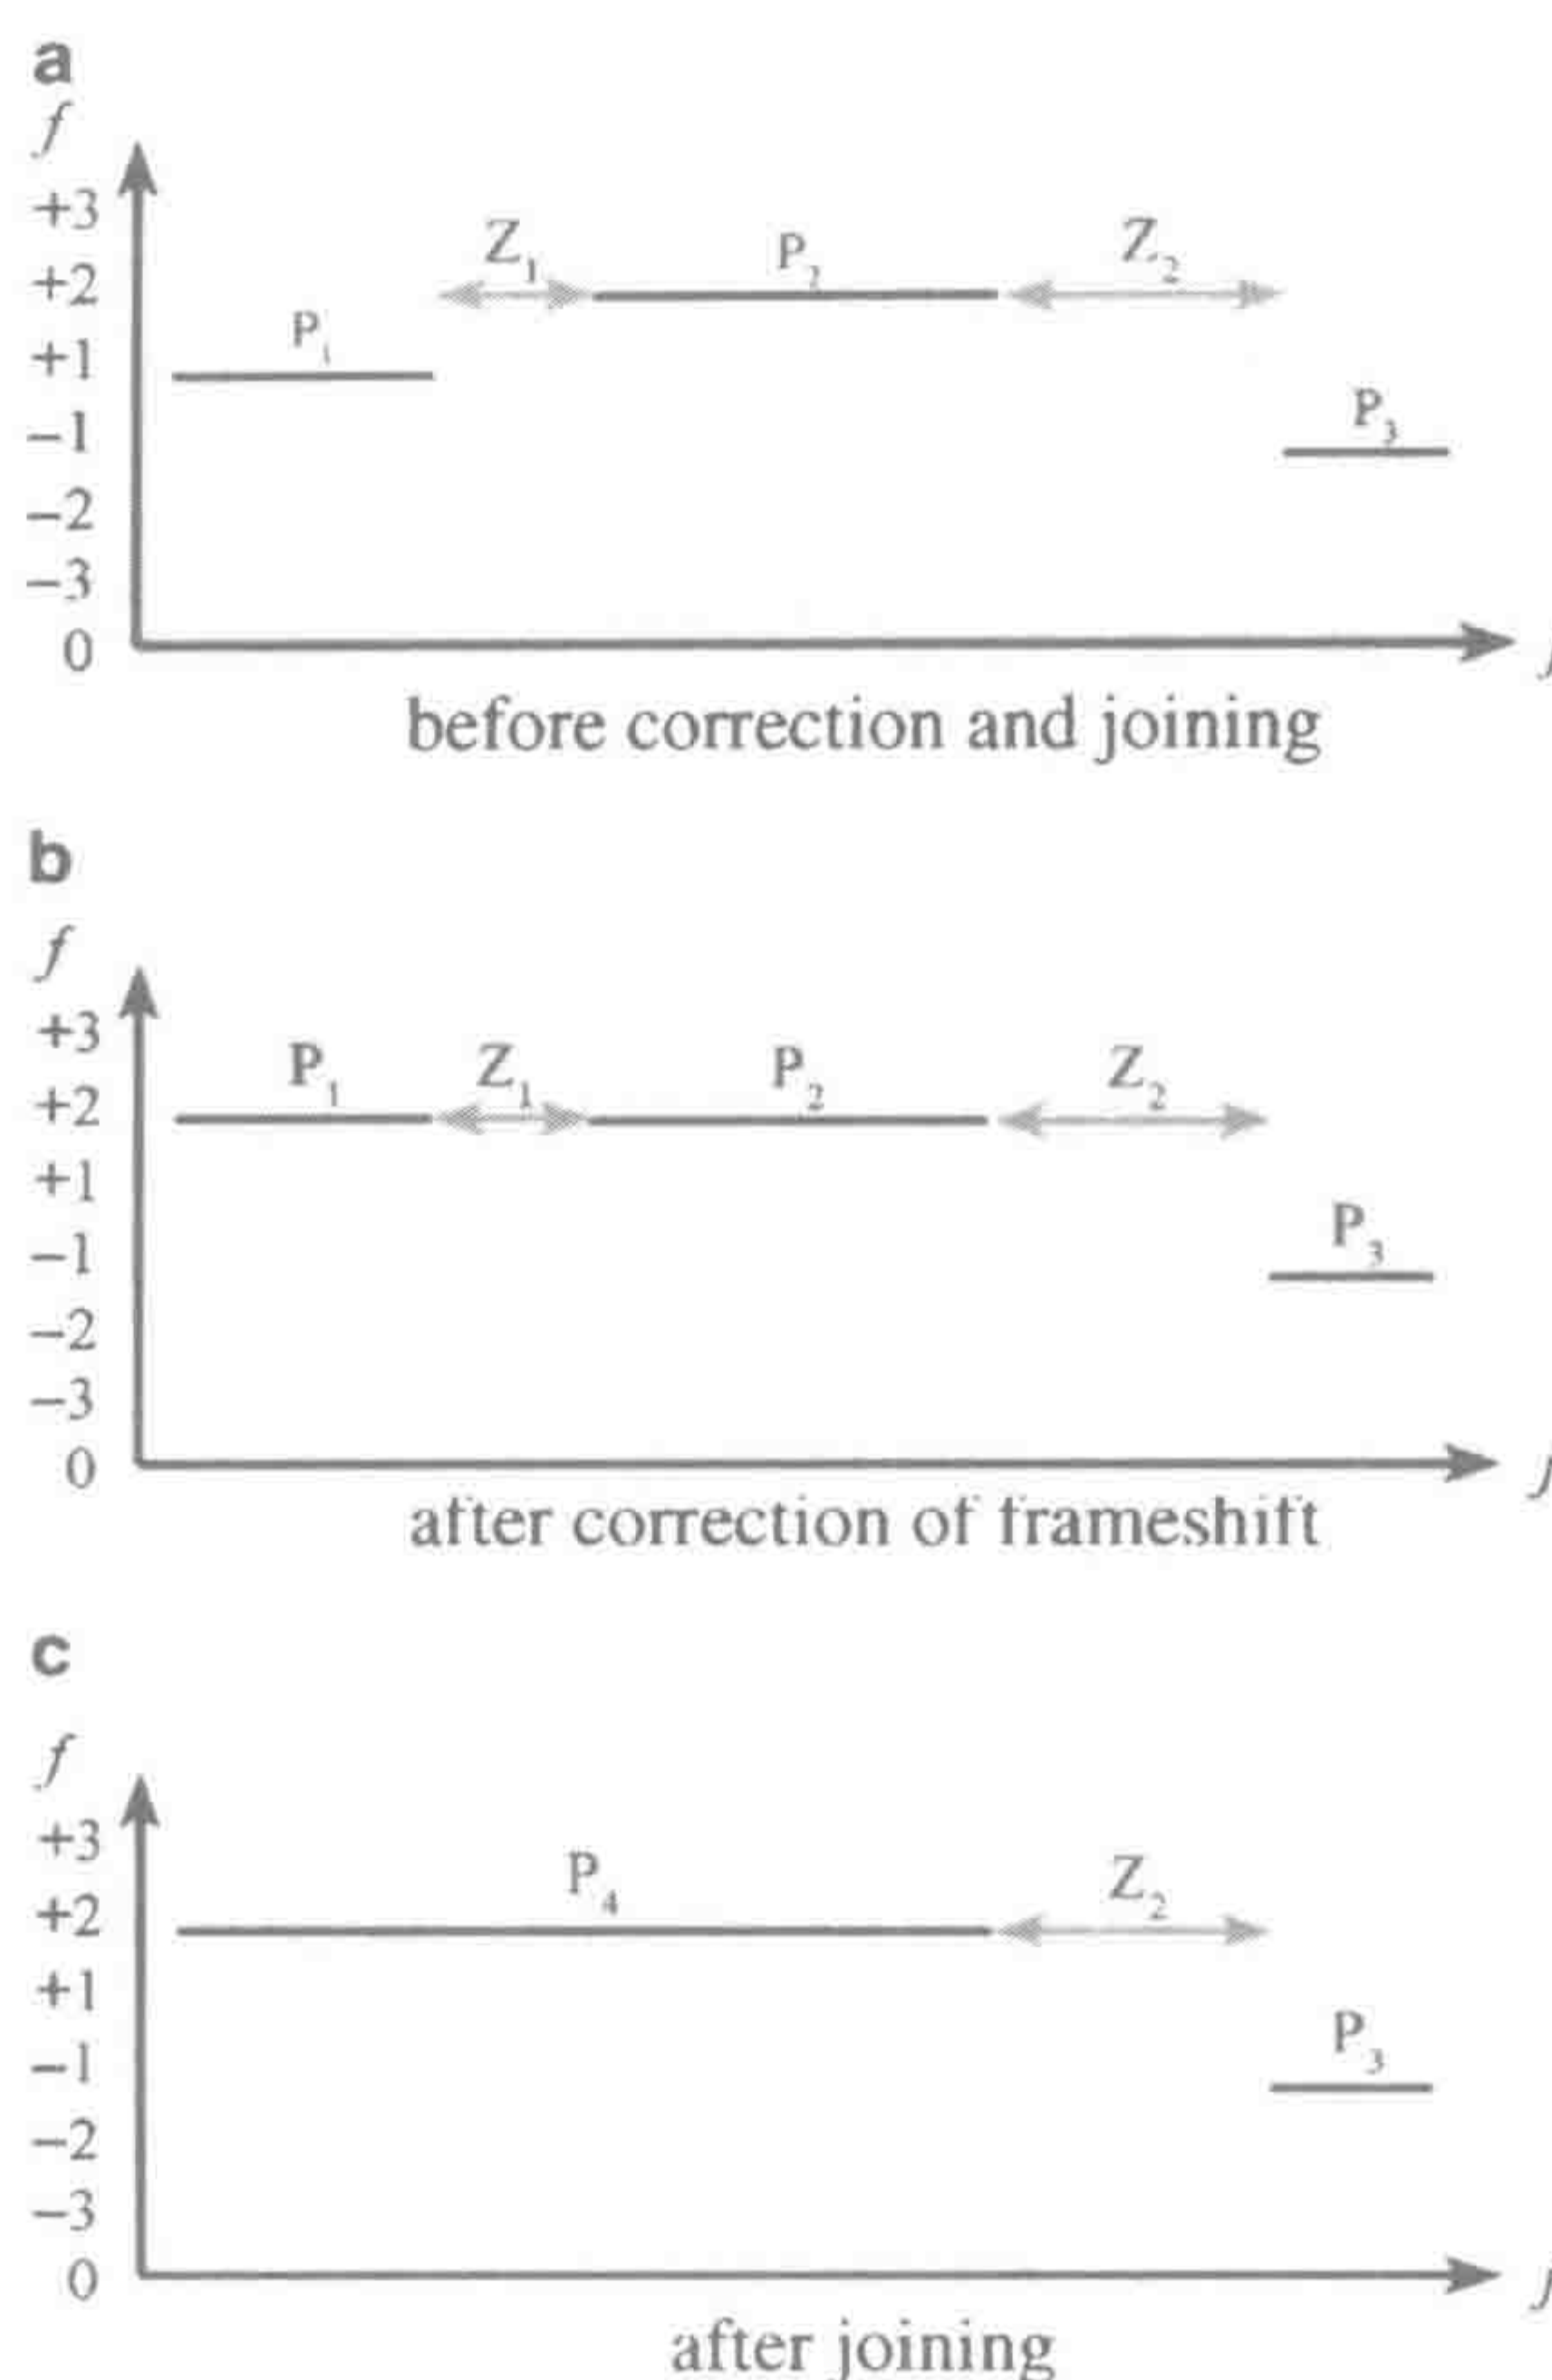 a
f
+3
Z1
P2
Z2
+2
P1
+1
P3
−1
−2
−3
0
j
before correction and joining
b
f
+3
P1
Z1
P2
Z2
+2
+1
P3
−1
−2
−3
0
j
after correction of frameshift
c
f
+3
P4
Z2
+2
+1
P3
−1
−2
−3
0
j
after joining